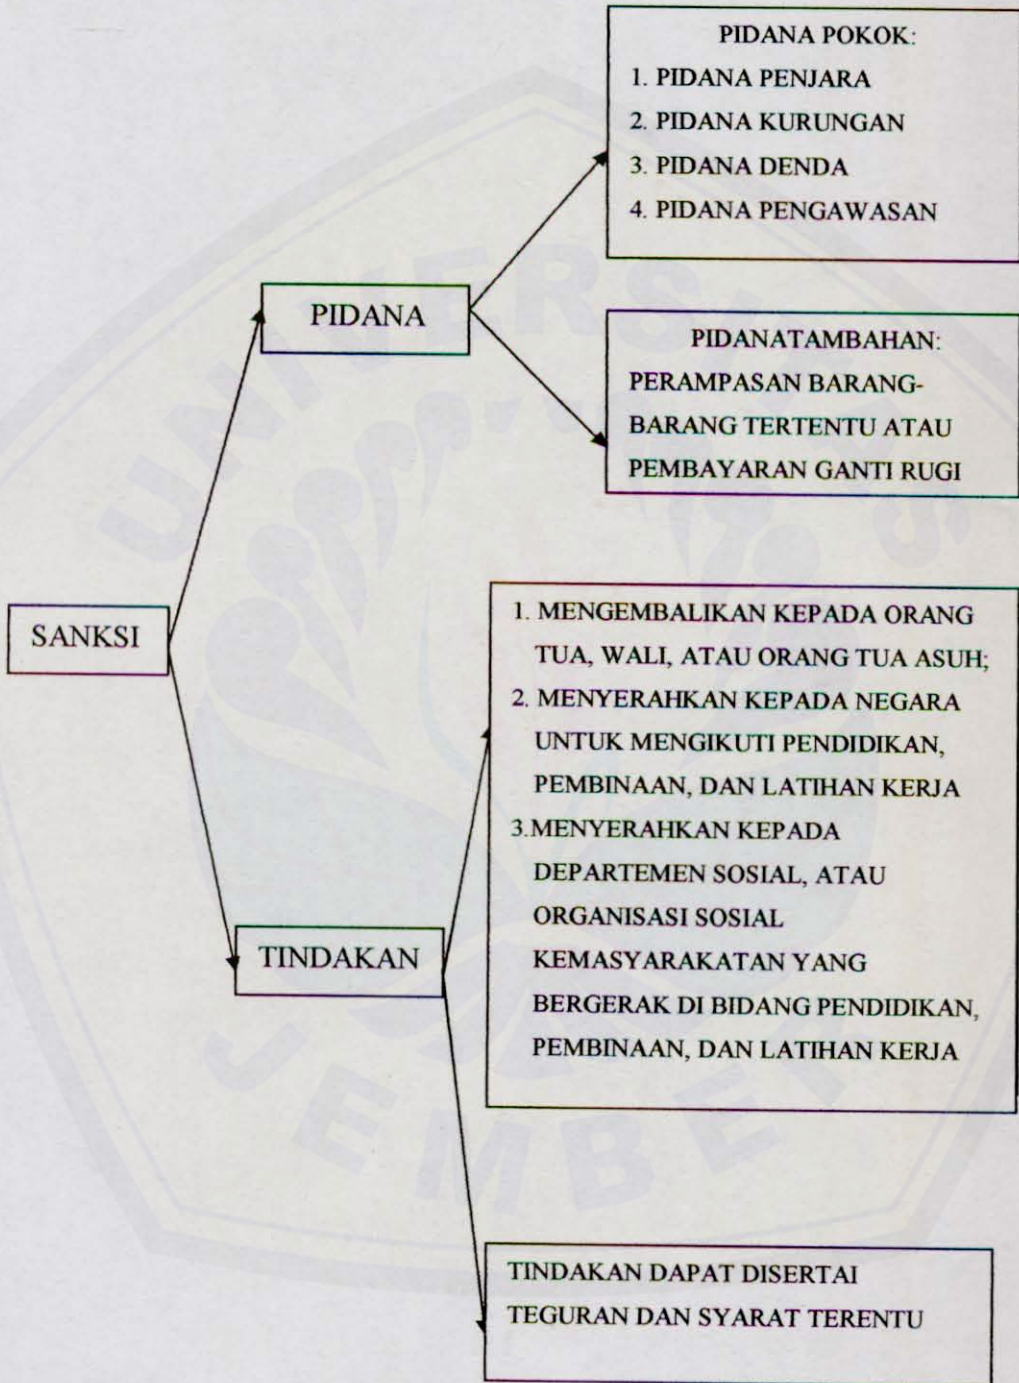 PIDANA POKOK:
1. PIDANA PENJARA
2. PIDANA KURUNGAN
3. PIDANA DENDA
4. PIDANA PENGAWASAN
PIDANA
PIDANATAMBAHAN:
PERAMPASAN BARANG-
BARANG TERTENTU ATAU
PEMBAYARAN GANTI RUGI
SANKSI
1. MENGEMBALIKAN KEPADA ORANG
TUA, WALI, ATAU ORANG TUA ASUH;
2. MENYERAHKAN KEPADA NEGARA
UNTUK MENGIKUTI PENDIDIKAN,
PEMBINAAN, DAN LATIHAN KERJA
3.MENYERAHKAN KEPADA
DEPARTEMEN SOSIAL, ATAU
ORGANISASI SOSIAL
KEMASYARAKATAN YANG
BERGERAK DI BIDANG PENDIDIKAN,
PEMBINAAN, DAN LATIHAN KERJA
TINDAKAN
TINDAKAN DAPAT DISERTAI
TEGURAN DAN SYARAT TERENTU